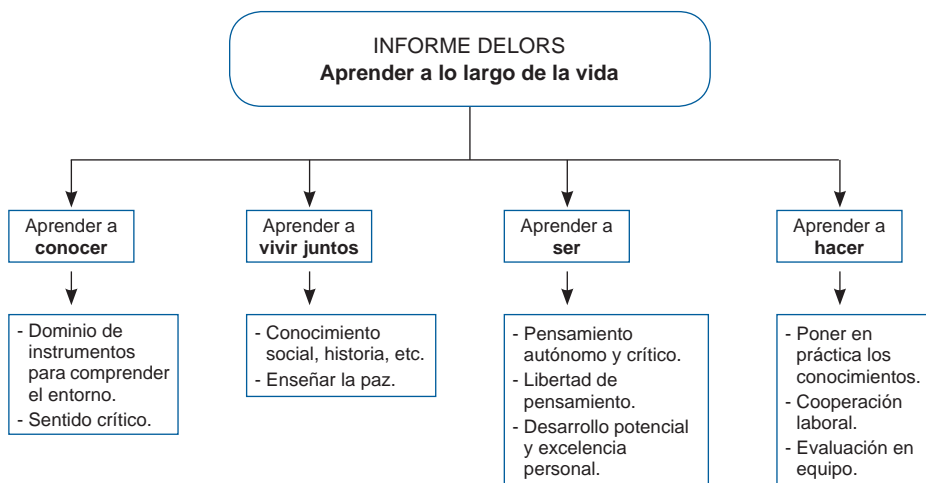 INFORME DELORS
Aprender a lo largo de la vida
Aprender a
conocer
Aprender a
vivir juntos
Aprender a
ser
Aprender a
hacer
- Dominio de
instrumentos
para comprender
el entorno.
- Sentido crítico.
- Conocimiento
social, historia, etc.
- Enseñar la paz.
- Pensamiento
autónomo y crítico.
- Libertad de
pensamiento.
- Desarrollo potencial
y excelencia
personal.
- Poner en
práctica los
conocimientos.
- Cooperación
laboral.
- Evaluación en
equipo.